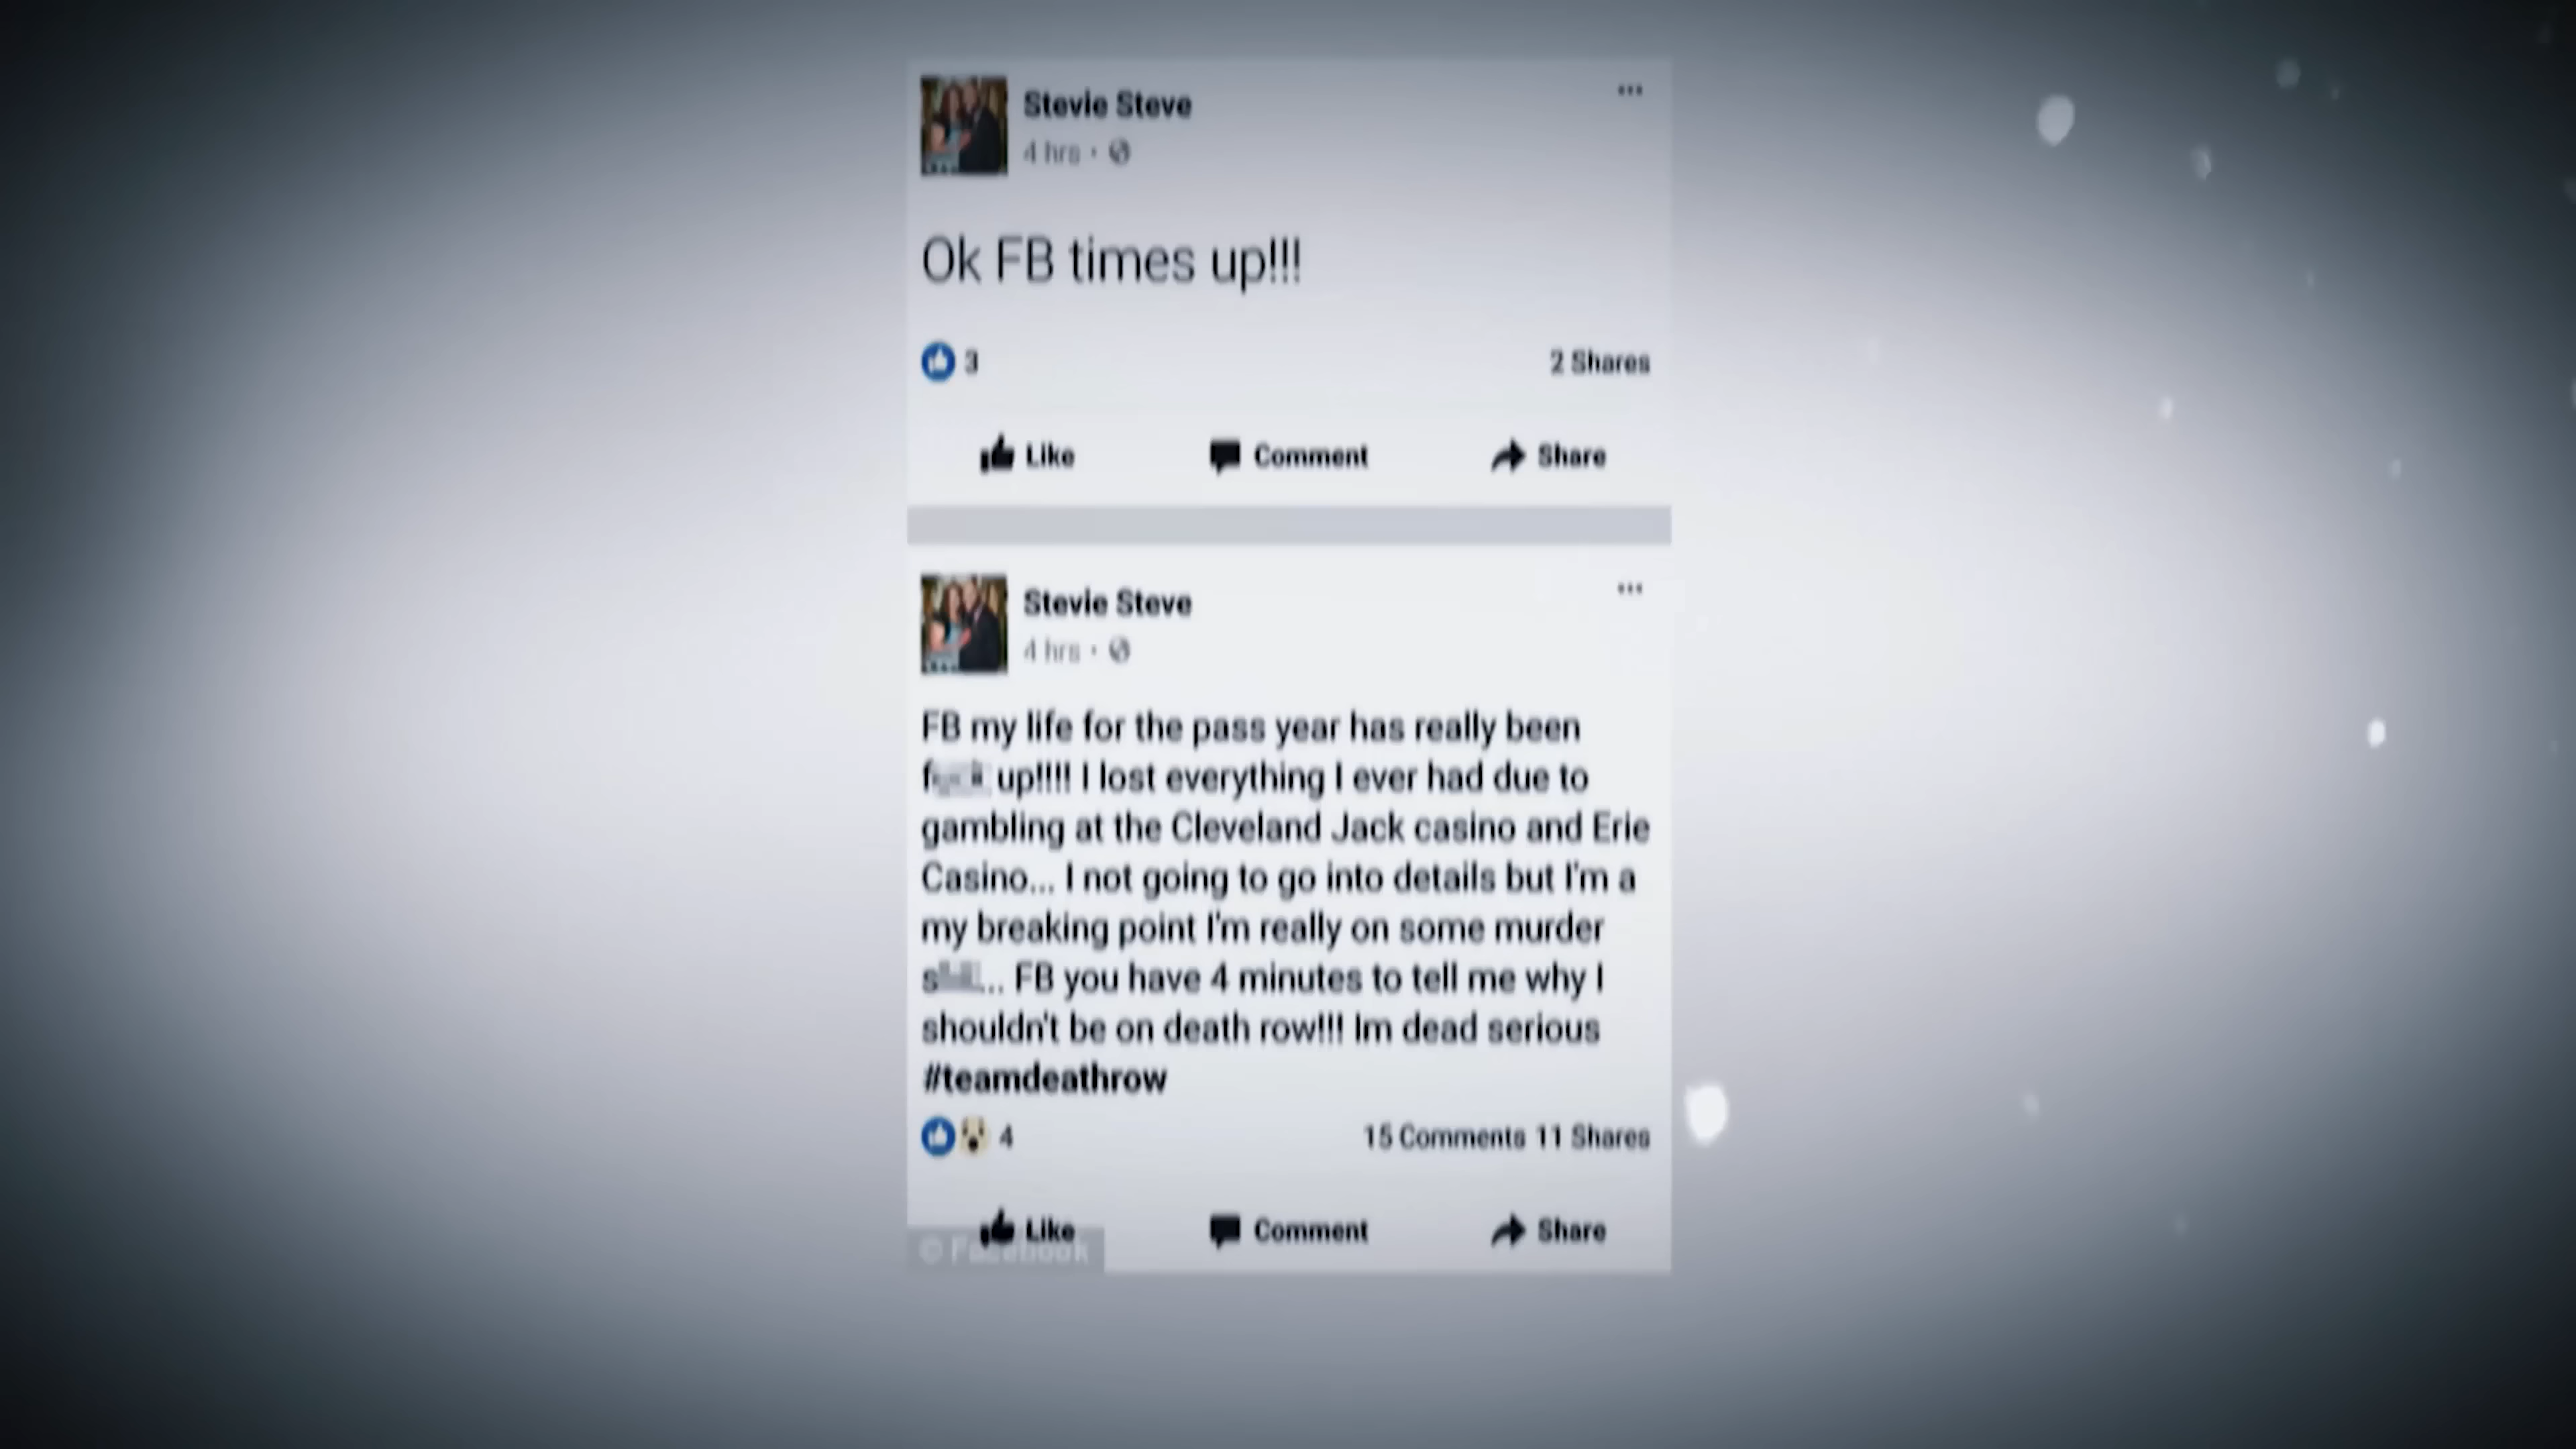 Stevie Steve
...
4 hrs ·
Ok FB times up!!!
3
2 Shares
Like
Comment
Share
Stevie Steve
...
4 hrs ·
FB my life for the pass year has really been
f up!!!! I lost everything I ever had due to
gambling at the Cleveland Jack casino and Erie
Casino... I not going to go into details but I'm a
my breaking point I'm really on some murder
s... FB you have 4 minutes to tell me why I
shouldn't be on death row!!! Im dead serious
#teamdeathrow
4
15 Comments 11 Shares
Like
Comment
Share
© Facebook